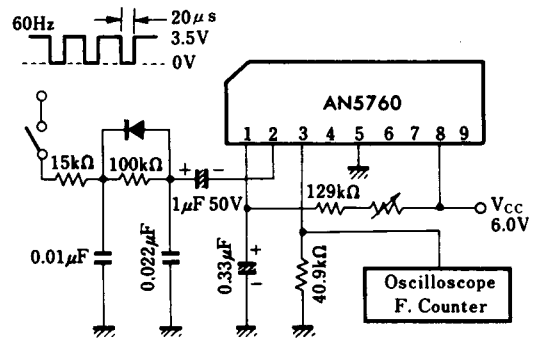 20μs
60Hz
3.5V
0V
AN5760
1 2 3 4 5 6 7 8 9
15kΩ
100kΩ
+ -
1μF 50V
129kΩ
VCC
6.0V
0.01μF
0.022μF
0.33μF
+
-
40.9kΩ
Oscilloscope
F. Counter